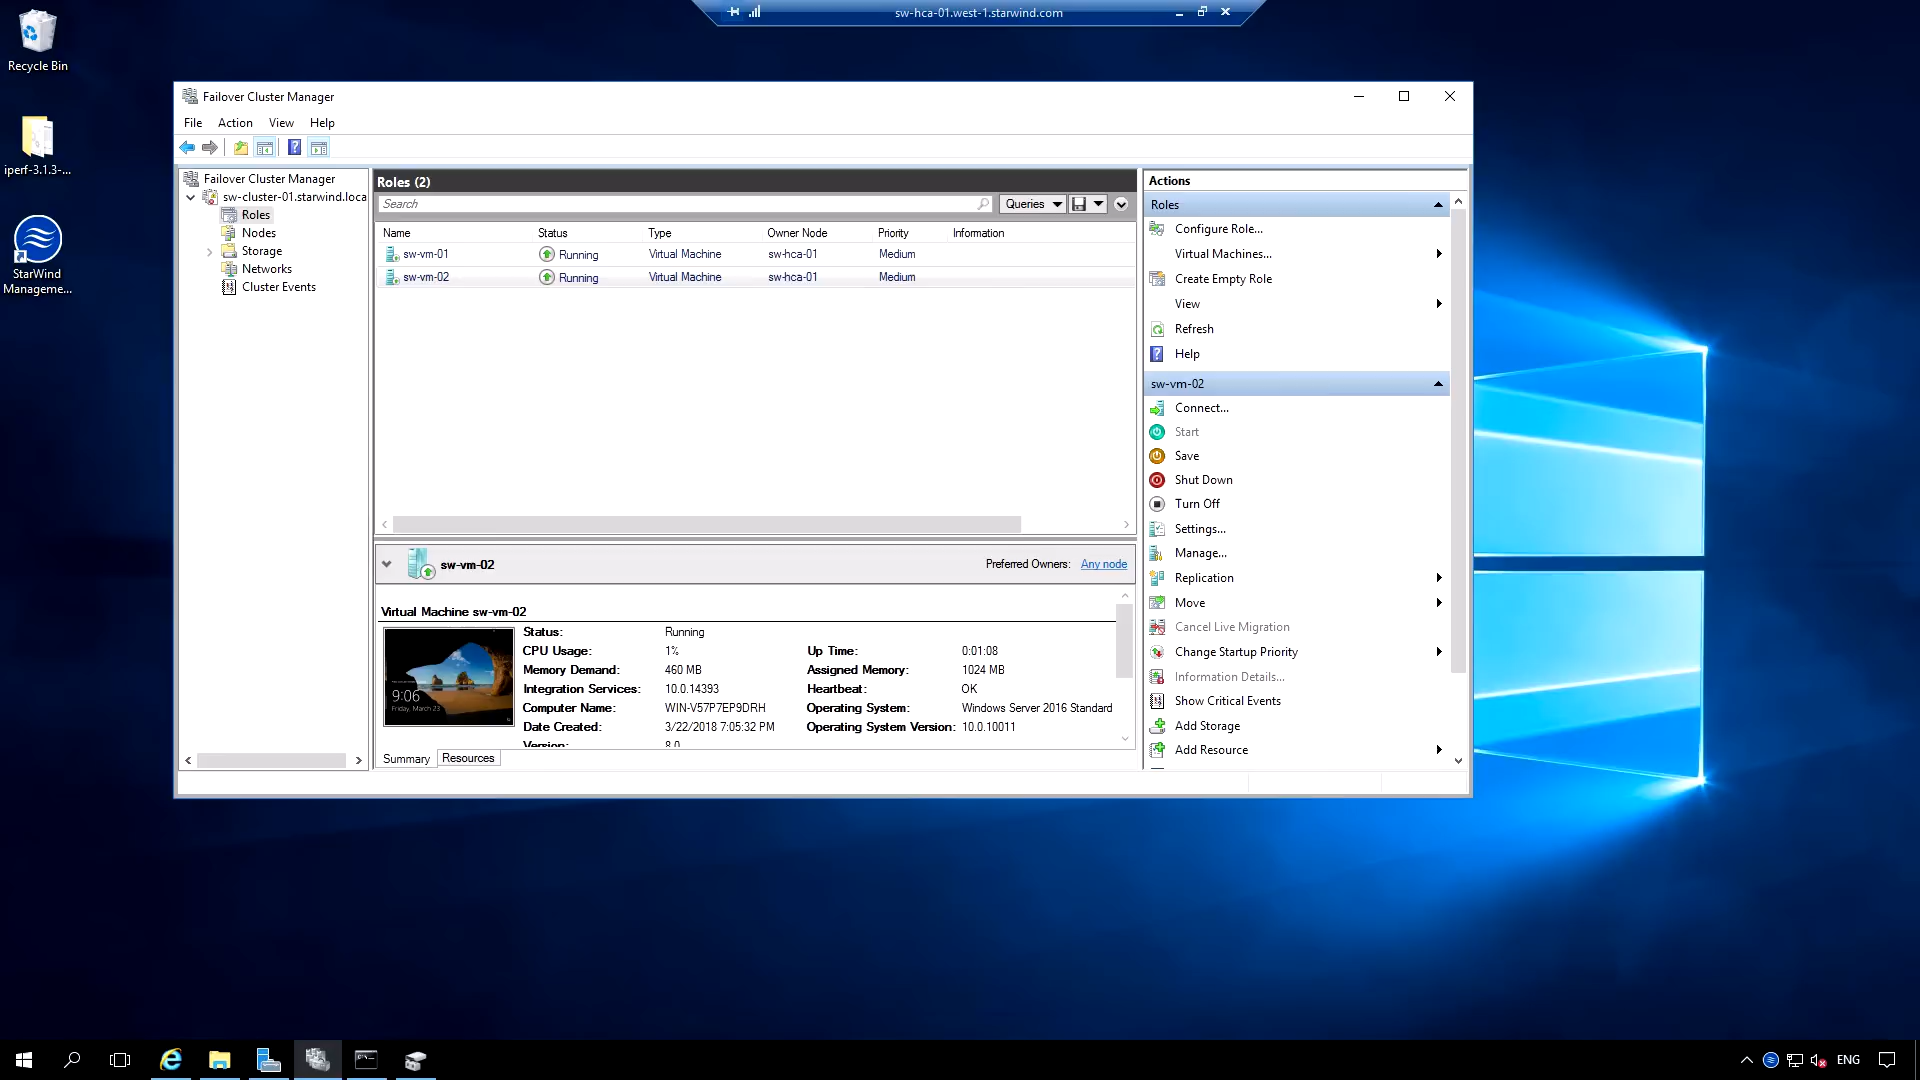 sw-hca-01.west-1.starwind.com
Recycle Bin
iperf-3.1.3-...
StarWind
Manageme...
Failover Cluster Manager
File Action View Help
Failover Cluster Manager
sw-cluster-01.starwind.loca
Roles
Nodes
Storage
Networks
Cluster Events
Roles (2)
Search
Queries
Name Status Type Owner Node Priority Information
sw-vm-01 Running Virtual Machine sw-hca-01 Medium
sw-vm-02 Running Virtual Machine sw-hca-01 Medium
sw-vm-02 Preferred Owners: Any node
Virtual Machine sw-vm-02
9:06
Friday, March 23
Status: Running
CPU Usage: 1% Up Time: 0:01:08
Memory Demand: 460 MB Assigned Memory: 1024 MB
Integration Services: 10.0.14393 Heartbeat: OK
Computer Name: WIN-V57P7EP9DRH Operating System: Windows Server 2016 Standard
Date Created: 3/22/2018 7:05:32 PM Operating System Version: 10.0.10011
Version: 8.0
Summary Resources
Actions
Roles
Configure Role...
Virtual Machines...
Create Empty Role
View
Refresh
Help
sw-vm-02
Connect...
Start
Save
Shut Down
Turn Off
Settings...
Manage...
Replication
Move
Cancel Live Migration
Change Startup Priority
Information Details...
Show Critical Events
Add Storage
Add Resource
ENG